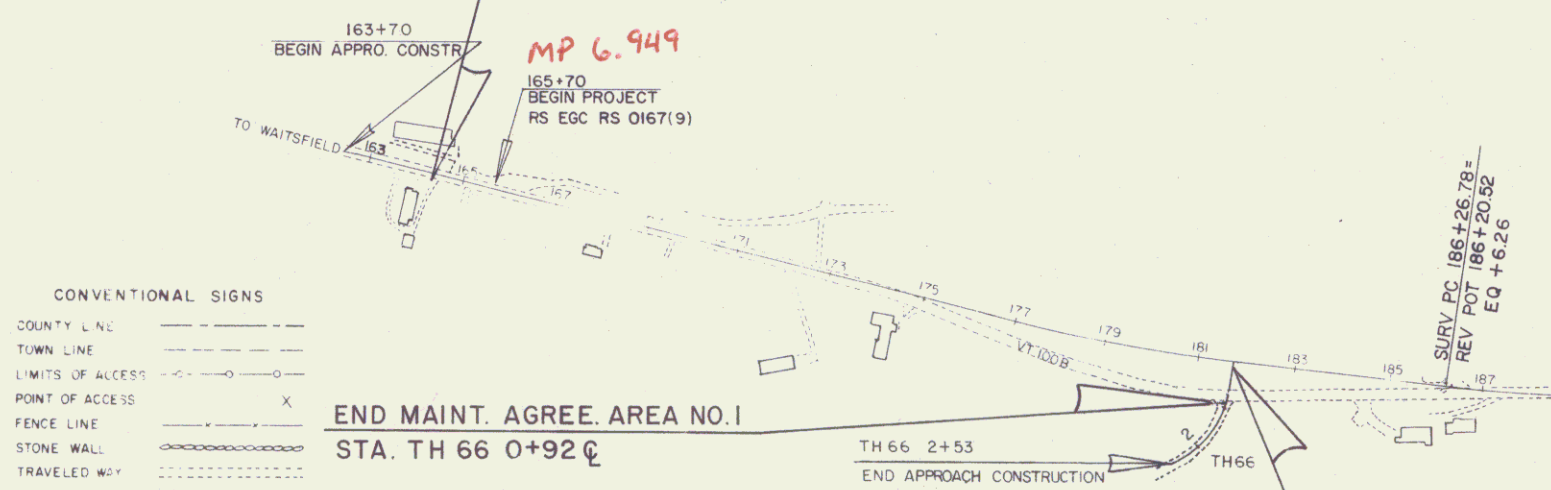 163+70
BEGIN APPRO. CONSTR.
MP 6.949
165+70
BEGIN PROJECT
RS EGC RS 0167(9)
TO WAITSFIELD
163
165
167
171
173
175
177
179
181
183
185
187
VT 100B
SURV PC 186+26.78=
REV POT 186+20.52
EQ +6.26
CONVENTIONAL SIGNS
COUNTY LINE
TOWN LINE
LIMITS OF ACCESS
POINT OF ACCESS X
FENCE LINE
STONE WALL
TRAVELED WAY
END MAINT. AGREE. AREA NO. 1
STA. TH 66 0+92 ℄
TH 66 2+53
END APPROACH CONSTRUCTION
2
TH66